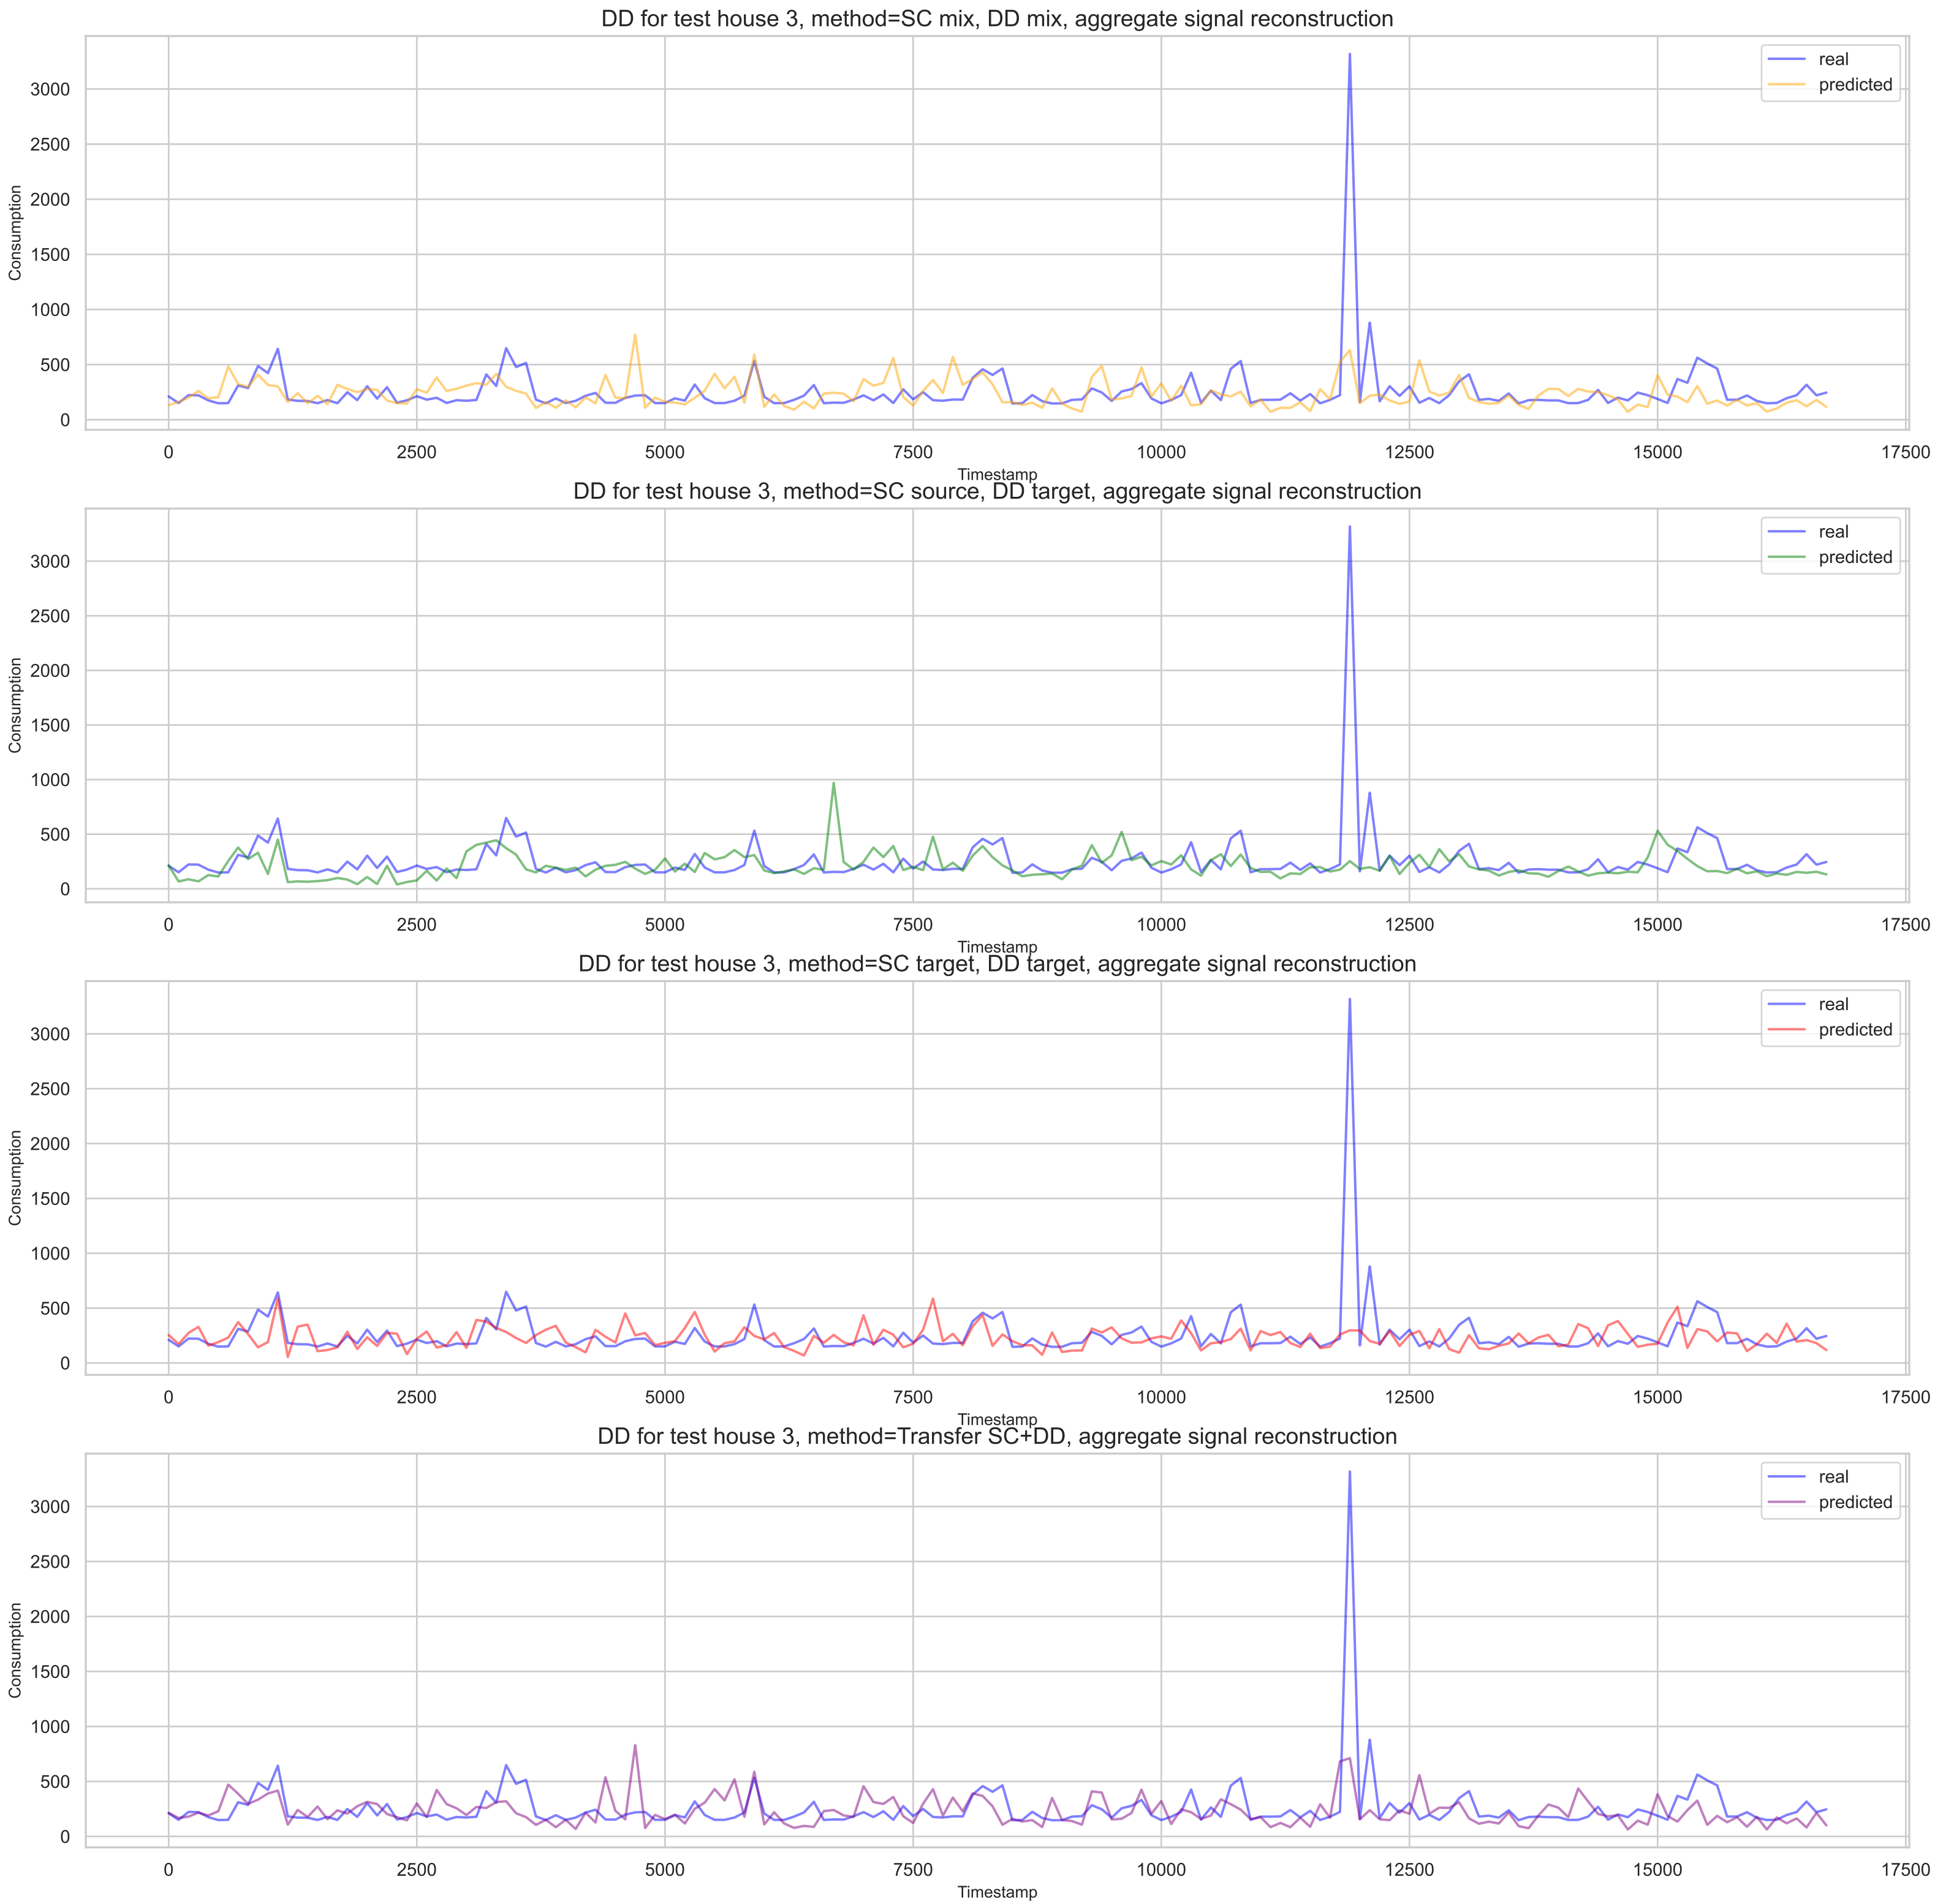 DD for test house 3, method=SC mix, DD mix, aggregate signal reconstruction
real
predicted
3000
2500
2000
1500
1000
500
0
Consumption
0 2500 5000 7500 10000 12500 15000 17500
Timestamp
DD for test house 3, method=SC source, DD target, aggregate signal reconstruction
real
predicted
3000
2500
2000
1500
1000
500
0
Consumption
0 2500 5000 7500 10000 12500 15000 17500
Timestamp
DD for test house 3, method=SC target, DD target, aggregate signal reconstruction
real
predicted
3000
2500
2000
1500
1000
500
0
Consumption
0 2500 5000 7500 10000 12500 15000 17500
Timestamp
DD for test house 3, method=Transfer SC+DD, aggregate signal reconstruction
real
predicted
3000
2500
2000
1500
1000
500
0
Consumption
0 2500 5000 7500 10000 12500 15000 17500
Timestamp